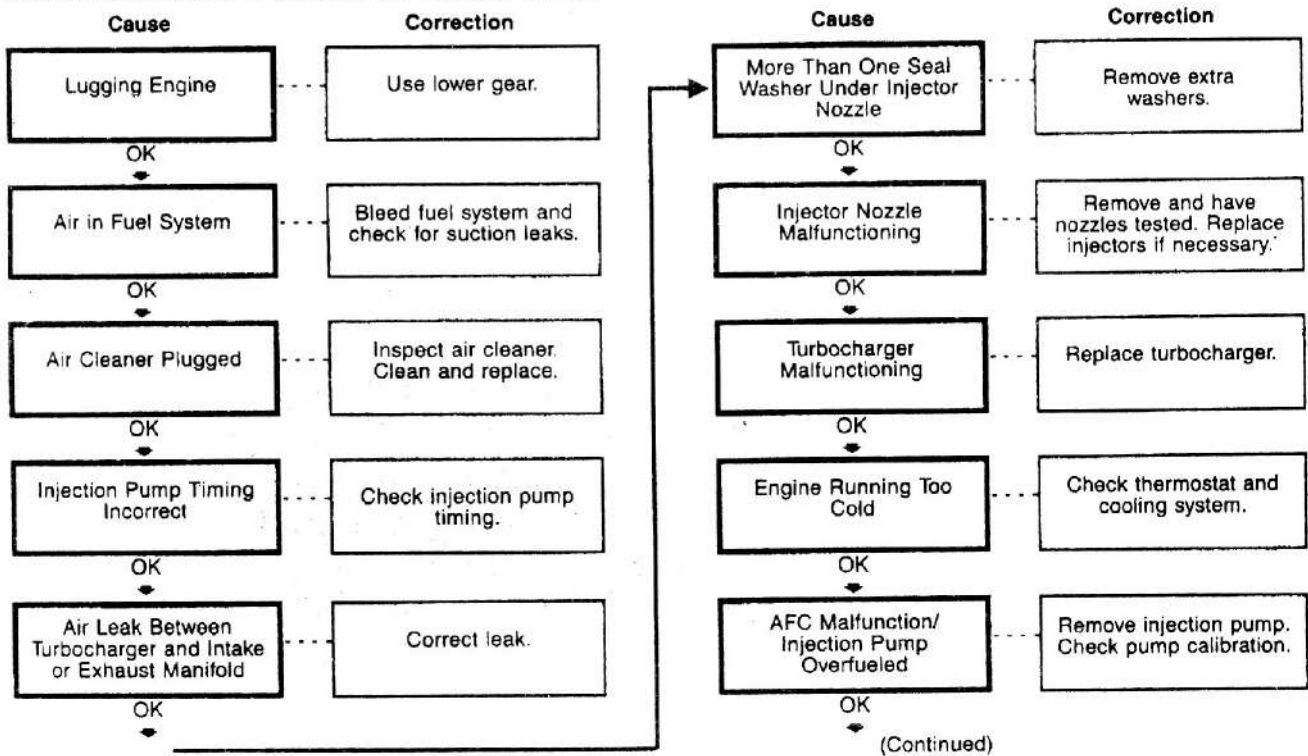 Cause
Correction
Lugging Engine
Use lower gear.
OK
Air in Fuel System
Bleed fuel system and
check for suction leaks.
OK
Air Cleaner Plugged
Inspect air cleaner.
Clean and replace.
OK
Injection Pump Timing
Incorrect
Check injection pump
timing.
OK
Air Leak Between
Turbocharger and Intake
or Exhaust Manifold
Correct leak.
OK
Cause
Correction
More Than One Seal
Washer Under Injector
Nozzle
Remove extra
washers.
OK
Injector Nozzle
Malfunctioning
Remove and have
nozzles tested. Replace
injectors if necessary.
OK
Turbocharger
Malfunctioning
Replace turbocharger.
OK
Engine Running Too
Cold
Check thermostat and
cooling system.
OK
AFC Malfunction/
Injection Pump
Overfueled
Remove injection pump.
Check pump calibration.
OK
(Continued)